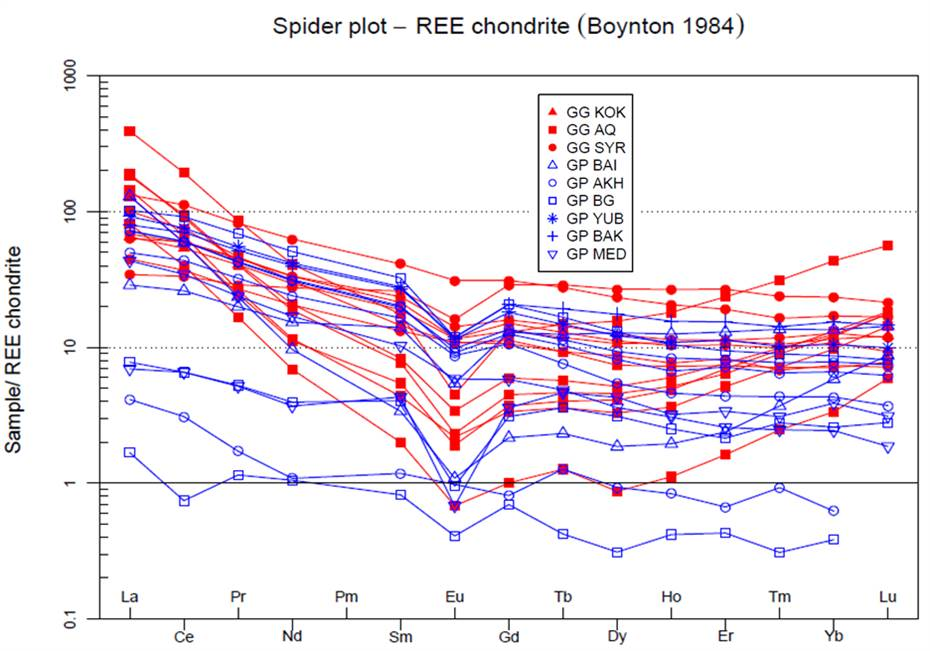 Spider plot – REE chondrite (Boynton 1984)
Sample/ REE chondrite
1000
100
10
1
0.1
GG KOK
GG AQ
GG SYR
GP BAI
GP AKH
GP BG
GP YUB
GP BAK
GP MED
La Pr Pm Eu Tb Ho Tm Lu
Ce Nd Sm Gd Dy Er Yb